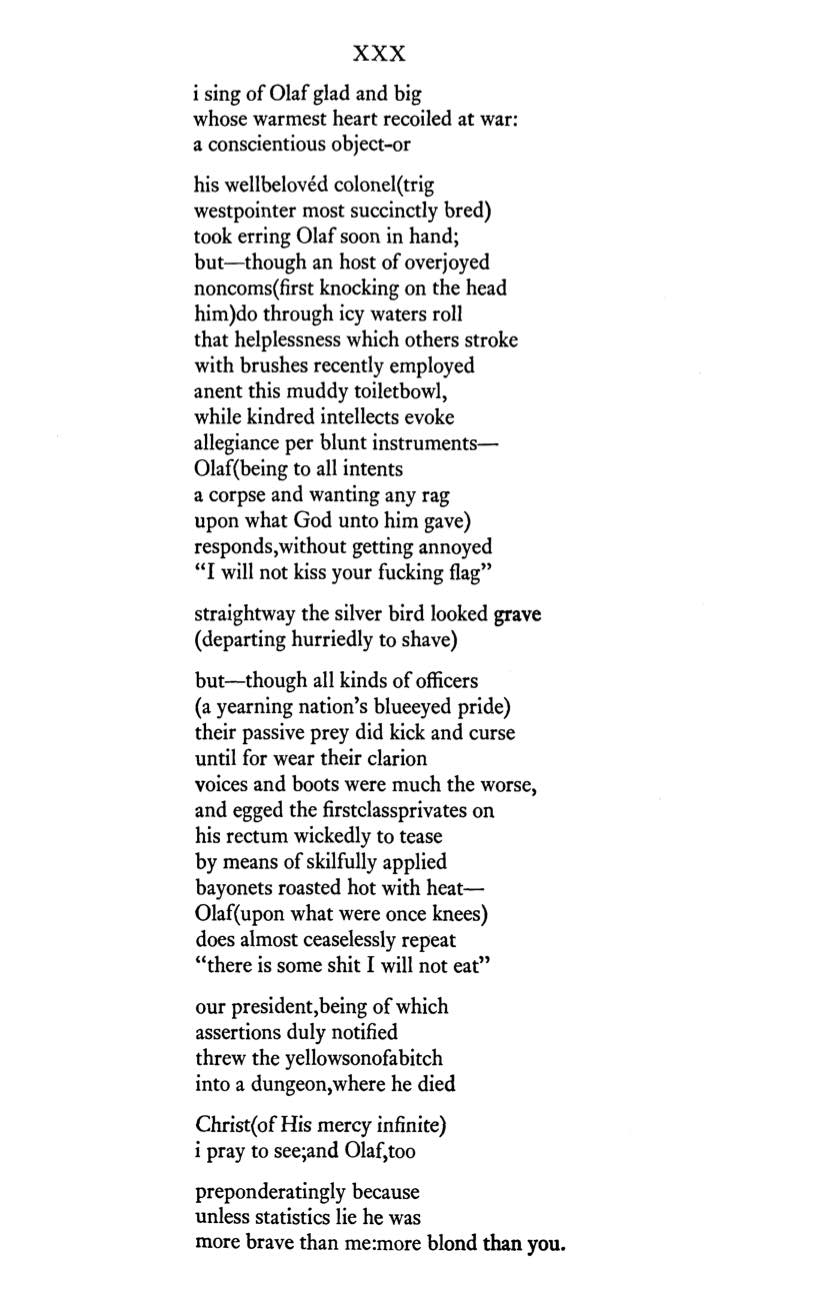 XXX
i sing of Olaf glad and big
whose warmest heart recoiled at war:
a conscientious object-or
his wellbelovéd colonel(trig
westpointer most succinctly bred)
took erring Olaf soon in hand;
but—though an host of overjoyed
noncoms(first knocking on the head
him)do through icy waters roll
that helplessness which others stroke
with brushes recently employed
anent this muddy toiletbowl,
while kindred intellects evoke
allegiance per blunt instruments—
Olaf(being to all intents
a corpse and wanting any rag
upon what God unto him gave)
responds,without getting annoyed
“I will not kiss your fucking flag”
straightway the silver bird looked grave
(departing hurriedly to shave)
but—though all kinds of officers
(a yearning nation’s blueeyed pride)
their passive prey did kick and curse
until for wear their clarion
voices and boots were much the worse,
and egged the firstclassprivates on
his rectum wickedly to tease
by means of skilfully applied
bayonets roasted hot with heat—
Olaf(upon what were once knees)
does almost ceaselessly repeat
“there is some shit I will not eat”
our president,being of which
assertions duly notified
threw the yellowsonofabitch
into a dungeon,where he died
Christ(of His mercy infinite)
i pray to see;and Olaf,too
preponderatingly because
unless statistics lie he was
more brave than me:more blond than you.